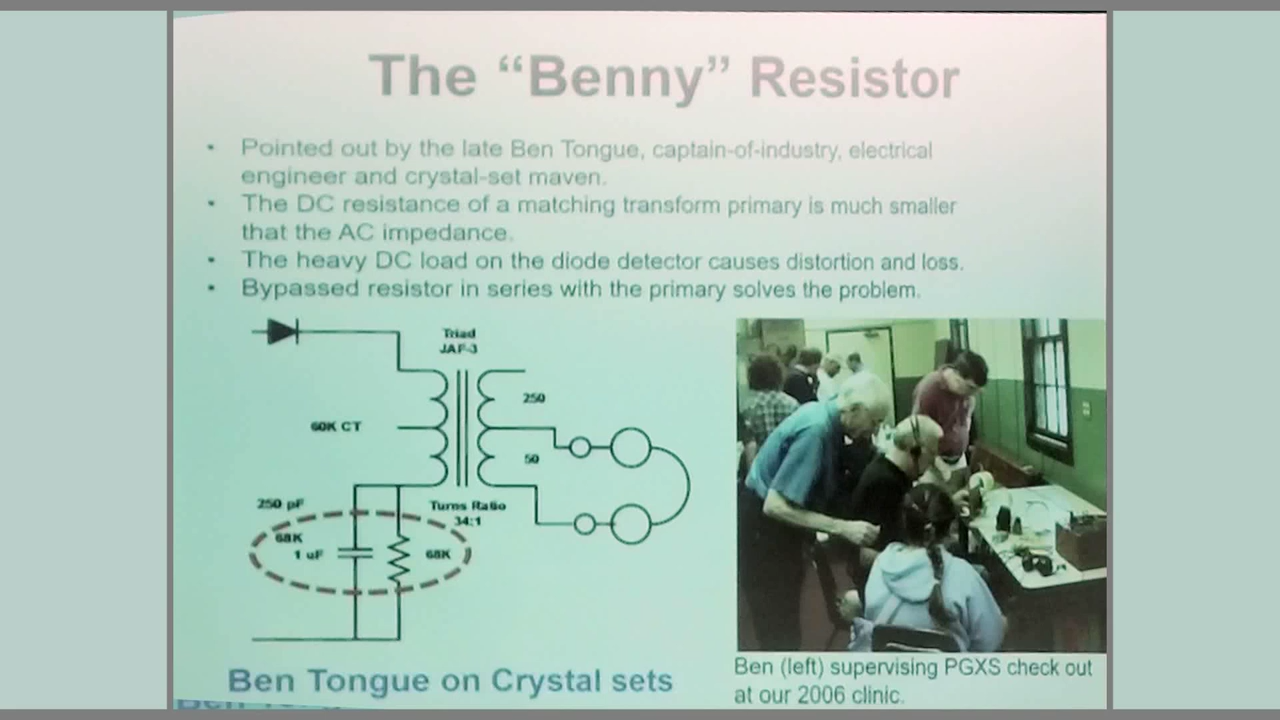 The “Benny” Resistor
• Pointed out by the late Ben Tongue, captain-of-industry, electrical
engineer and crystal-set maven.
• The DC resistance of a matching transform primary is much smaller
that the AC impedance.
• The heavy DC load on the diode detector causes distortion and loss.
• Bypassed resistor in series with the primary solves the problem.
Triad
JAF-3
250
60K CT
50
250 pF
Turns Ratio
34:1
68K
1 uF
68K
Ben Tongue on Crystal sets
Ben (left) supervising PGXS check out
at our 2006 clinic.